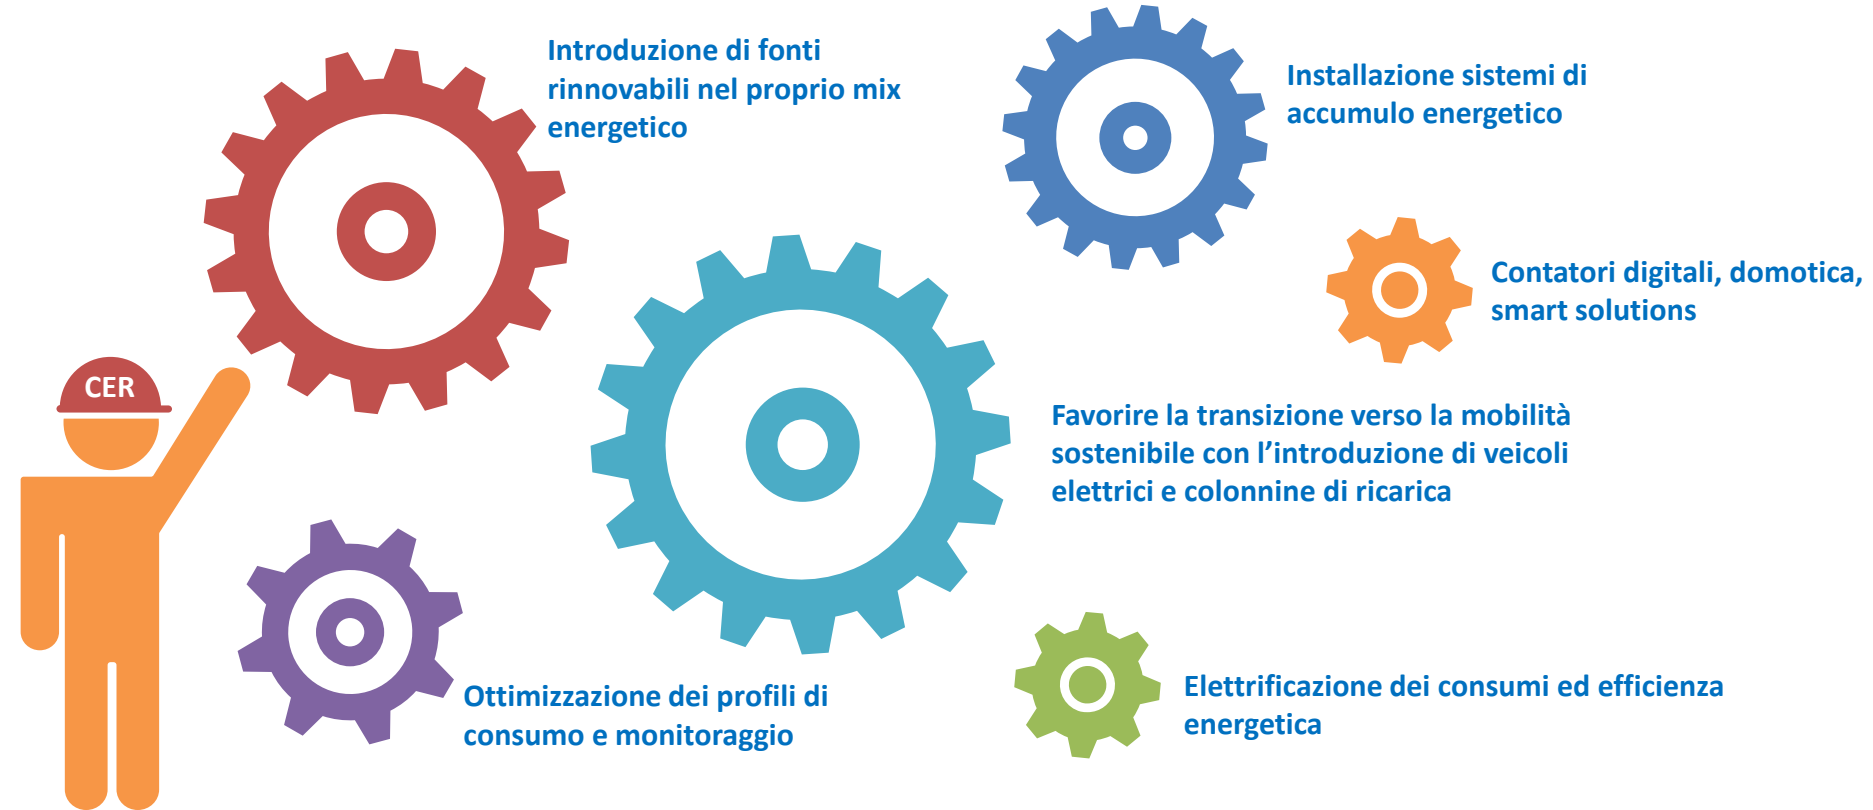 Introduzione di fonti
rinnovabili nel proprio mix
energetico
Installazione sistemi di
accumulo energetico
Contatori digitali, domotica,
smart solutions
CER
Favorire la transizione verso la mobilità
sostenibile con l’introduzione di veicoli
elettrici e colonnine di ricarica
Ottimizzazione dei profili di
consumo e monitoraggio
Elettrificazione dei consumi ed efficienza
energetica